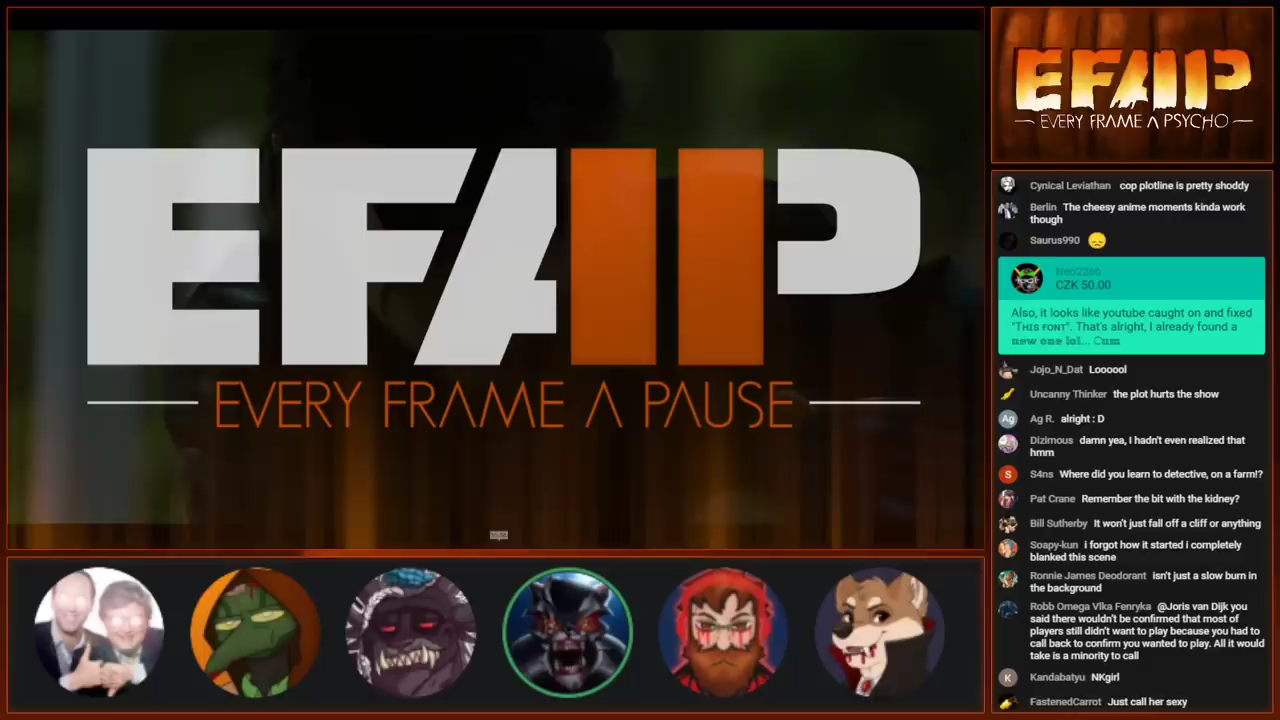 EFAP
EVERY FRAME A PAUSE
EFAP
EVERY FRAME A PSYCHO
Cynical Leviathan cop plotline is pretty shoddy
Berlin The cheesy anime moments kinda work
though
Saurus990
Neo2266
CZK 50.00
Also, it looks like youtube caught on and fixed
"Tʜɪs ғᴏɴᴛ". That's alright, I already found a
new one lol... Cum
Jojo_N_Dat Loooool
Uncanny Thinker the plot hurts the show
Ag
Ag R. alright : D
Dizimous damn yea, I hadn't even realized that
hmm
S
S4ns Where did you learn to detective, on a farm!?
Pat Crane Remember the bit with the kidney?
Bill Sutherby It won't just fall off a cliff or anything
Soapy-kun i forgot how it started i completely
blanked this scene
Ronnie James Deodorant isn't just a slow burn in
the background
Robb Omega Vlka Fenryka @Joris van Dijk you
said there wouldn't be confirmed that most of
players still didn't want to play because you had to
call back to confirm you wanted to play. All it would
take is a minority to call
K
Kandabatyu NKgirl
FastenedCarrot Just call her sexy